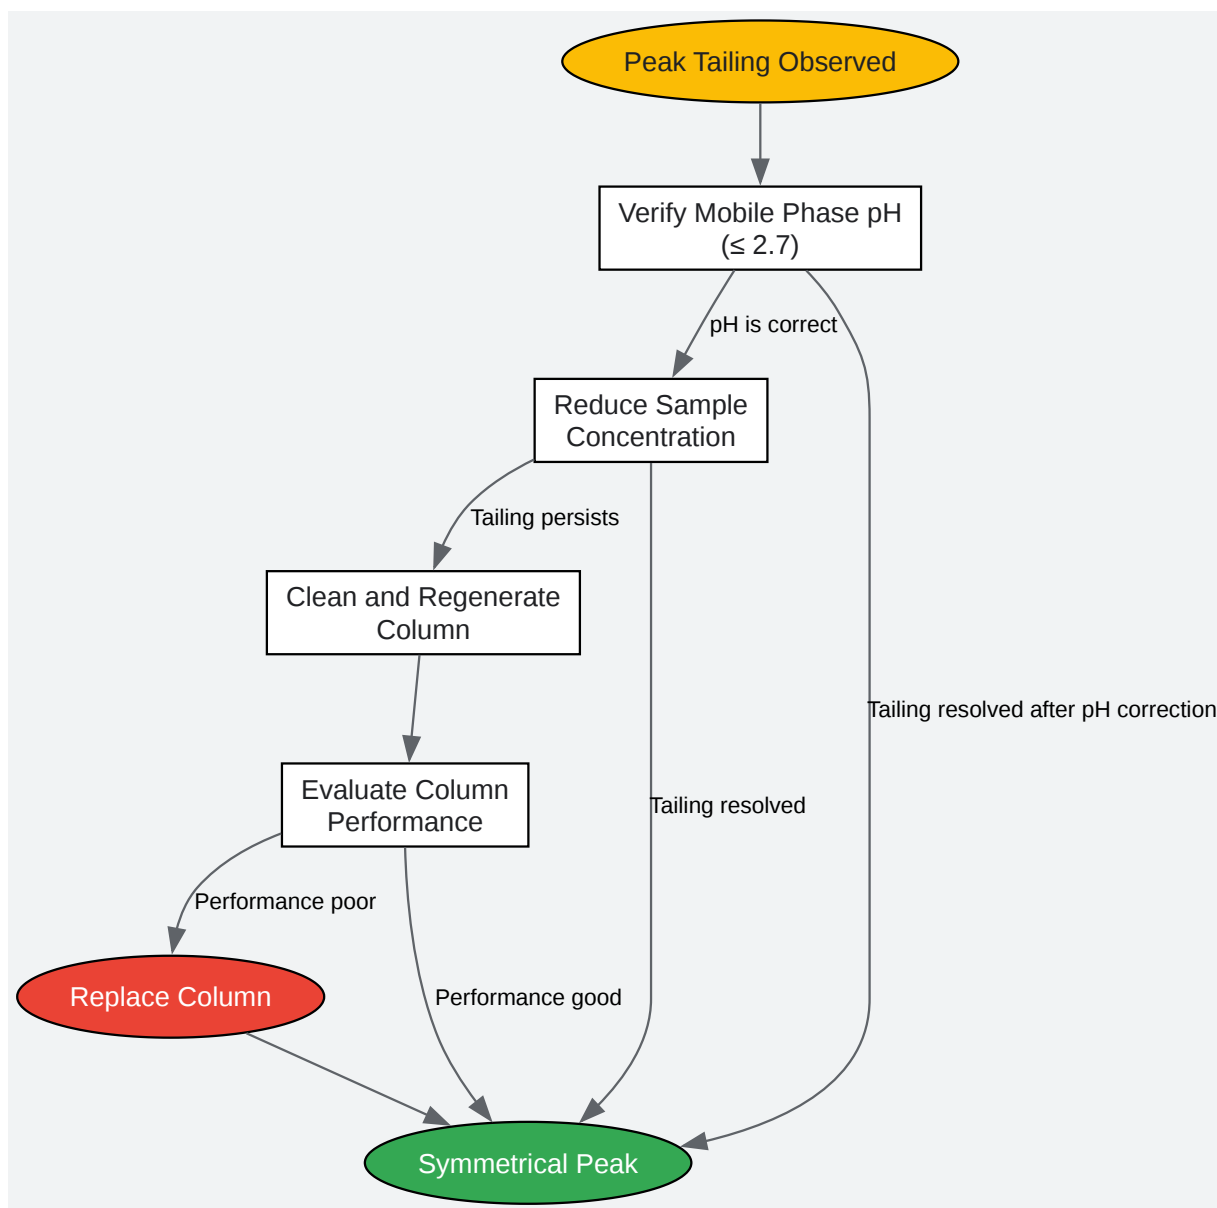 Peak Tailing Observed
Verify Mobile Phase pH
(≤ 2.7)
pH is correct
Reduce Sample
Concentration
Tailing persists
Clean and Regenerate
Column
Tailing resolved after pH correction
Evaluate Column
Performance
Tailing resolved
Performance poor
Replace Column
Performance good
Symmetrical Peak